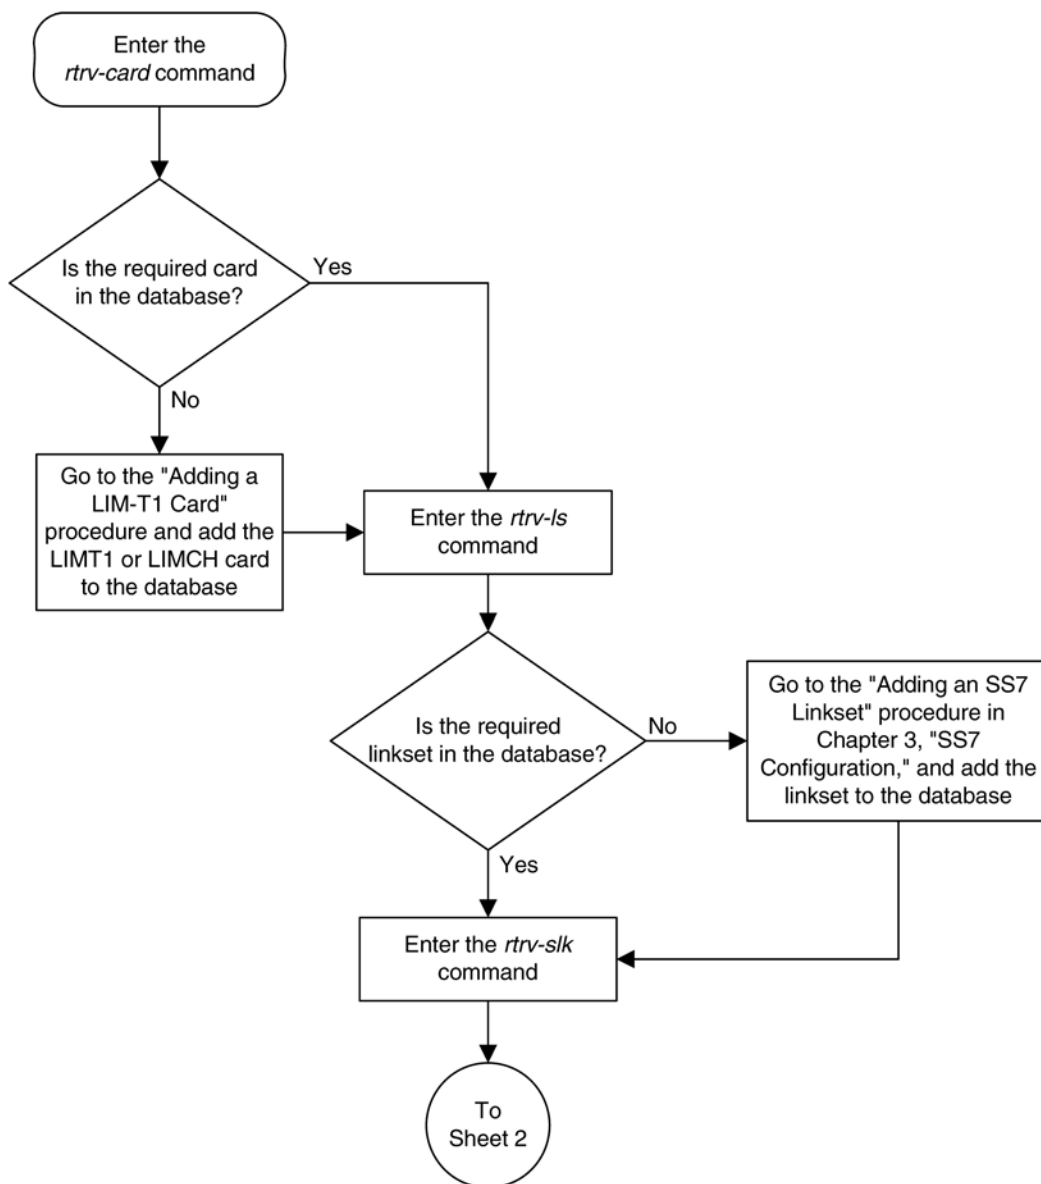 Enter the
rtrv-card command
Is the required card
in the database?
Yes
No
Go to the "Adding a
LIM-T1 Card"
procedure and add the
LIMT1 or LIMCH card
to the database
Enter the rtrv-ls
command
Is the required
linkset in the database?
No
Go to the "Adding an SS7
Linkset" procedure in
Chapter 3, "SS7
Configuration," and add the
linkset to the database
Yes
Enter the rtrv-slk
command
To
Sheet 2